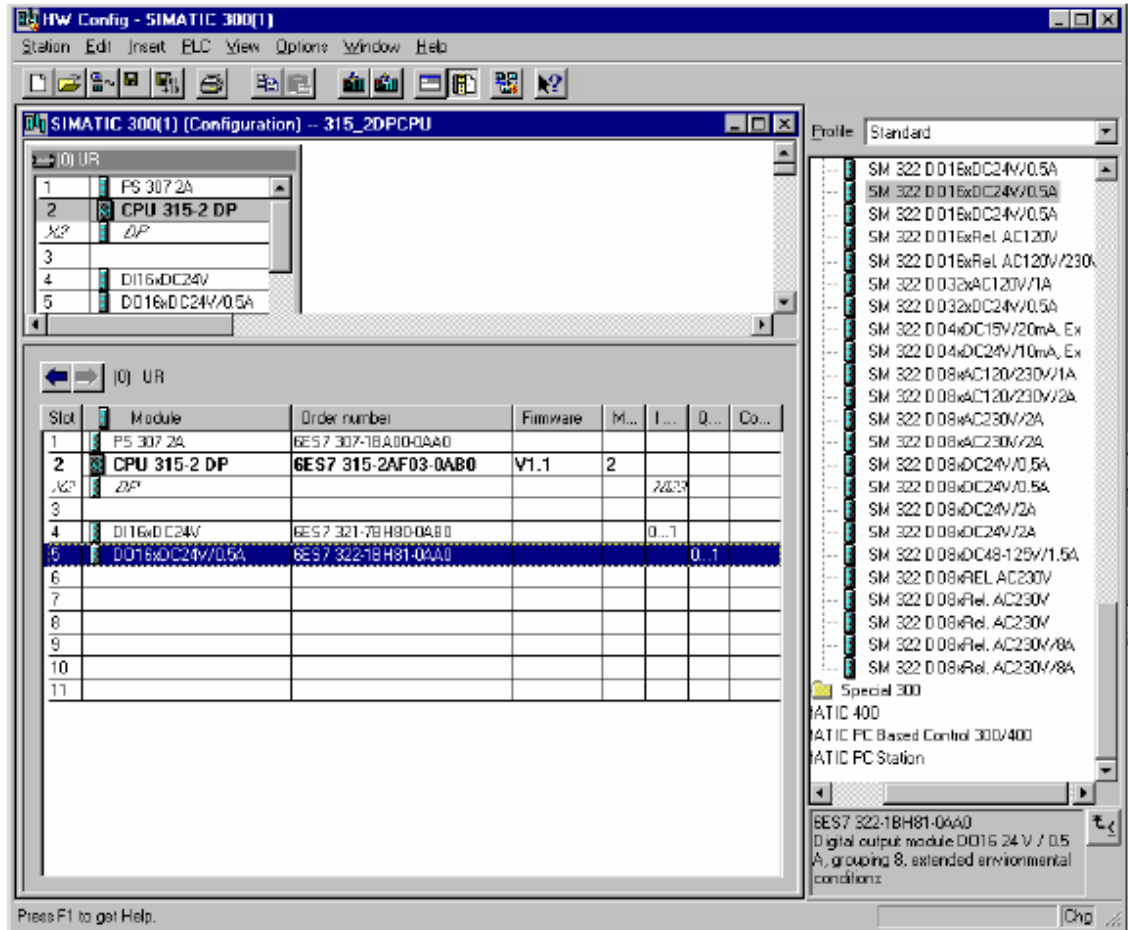 HW Config - SIMATIC 300(1)
Station Edit Insert PLC View Options Window Help
SIMATIC 300(1) (Configuration) -- 315_2DPCPU
(0) UR
1 PS 307 2A
2 CPU 315-2 DP
X2 DP
3
4 DI16xDC24V
5 DO16xDC24V/0.5A
(0) UR
Slot Module Order number Firmware M... I... Q... Co...
1 PS 307 2A 6ES7 307-1BA00-0AA0
2 CPU 315-2 DP 6ES7 315-2AF03-0AB0 V1.1 2
X2 DP
3
4 DI16xDC24V 6ES7 321-7BH80-0AB0 0...1
5 DO16xDC24V/0.5A 6ES7 322-1BH81-0AA0 0...1
6
7
8
9
10
11
Profile Standard
SM 322 DO16xDC24V/0.5A
SM 322 DO16xDC24V/0.5A
SM 322 DO16xDC24V/0.5A
SM 322 DO16xRel. AC120V
SM 322 DO16xRel. AC120V/230V
SM 322 DO32xAC120V/1A
SM 322 DO32xDC24V/0.5A
SM 322 DO4xDC15V/20mA, Ex
SM 322 DO4xDC24V/10mA, Ex
SM 322 DO8xAC120/230V/1A
SM 322 DO8xAC120/230V/2A
SM 322 DO8xAC230V/2A
SM 322 DO8xAC230V/2A
SM 322 DO8xDC24V/0,5A
SM 322 DO8xDC24V/0.5A
SM 322 DO8xDC24V/2A
SM 322 DO8xDC24V/2A
SM 322 DO8xDC48-125V/1.5A
SM 322 DO8xREL AC230V
SM 322 DO8xRel. AC230V
SM 322 DO8xRel. AC230V
SM 322 DO8xRel. AC230V/8A
SM 322 DO8xRel. AC230V/8A
Special 300
MATIC 400
MATIC PC Based Control 300/400
MATIC PC Station
6ES7 322-1BH81-0AA0
Digital output module DO16 24 V / 0.5
A, grouping 8, extended environmental
conditions
Press F1 to get Help.
Chg